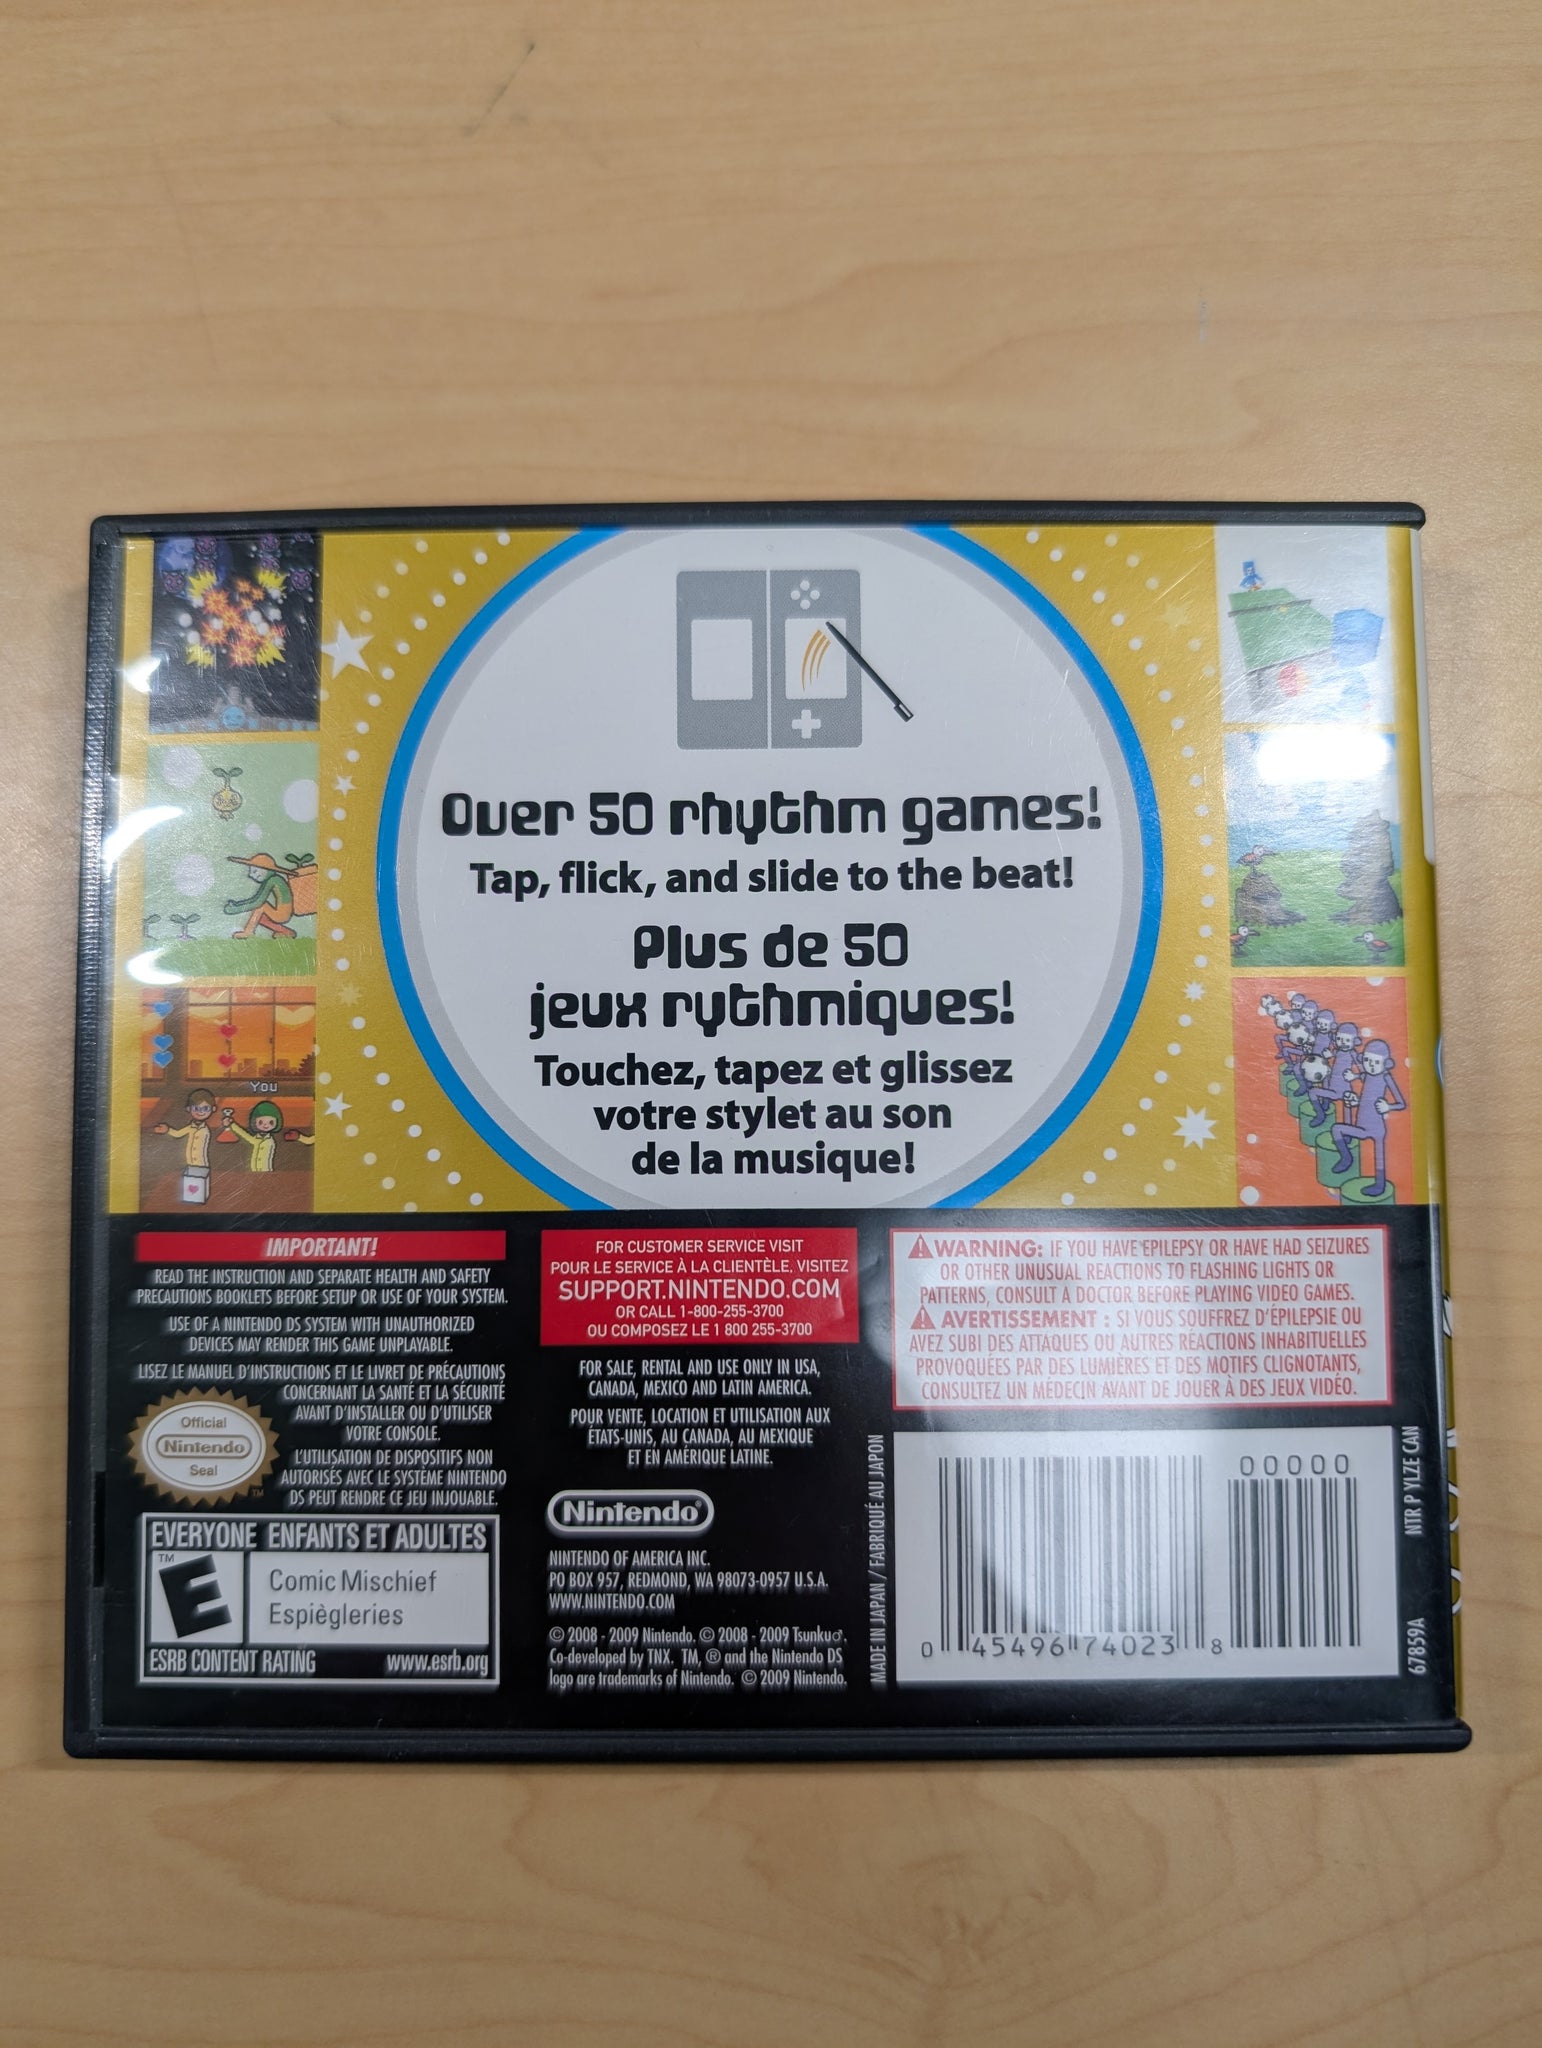 Over 50 rhythm games!
Tap, flick, and slide to the beat!
Plus de 50
jeux rythmiques!
Touchez, tapez et glissez
votre stylet au son
de la musique!
You
IMPORTANT!
READ THE INSTRUCTION AND SEPARATE HEALTH AND SAFETY
PRECAUTIONS BOOKLETS BEFORE SETUP OR USE OF YOUR SYSTEM.
USE OF A NINTENDO DS SYSTEM WITH UNAUTHORIZED
DEVICES MAY RENDER THIS GAME UNPLAYABLE.
LISEZ LE MANUEL D'INSTRUCTIONS ET LE LIVRET DE PRÉCAUTIONS
CONCERNANT LA SANTÉ ET LA SÉCURITÉ
AVANT D'INSTALLER OU D'UTILISER
VOTRE CONSOLE.
L'UTILISATION DE DISPOSITIFS NON
AUTORISÉS AVEC LE SYSTÈME NINTENDO
DS PEUT RENDRE CE JEU INJOUABLE.
Official
Nintendo
Seal
TM
EVERYONE ENFANTS ET ADULTES
TM
E
Comic Mischief
Espiègleries
ESRB CONTENT RATING www.esrb.org
FOR CUSTOMER SERVICE VISIT
POUR LE SERVICE À LA CLIENTÈLE, VISITEZ
SUPPORT.NINTENDO.COM
OR CALL 1-800-255-3700
OU COMPOSEZ LE 1 800 255-3700
FOR SALE, RENTAL AND USE ONLY IN USA,
CANADA, MEXICO AND LATIN AMERICA.
POUR VENTE, LOCATION ET UTILISATION AUX
ÉTATS-UNIS, AU CANADA, AU MEXIQUE
ET EN AMÉRIQUE LATINE.
Nintendo®
NINTENDO OF AMERICA INC.
PO BOX 957, REDMOND, WA 98073-0957 U.S.A.
WWW.NINTENDO.COM
© 2008 - 2009 Nintendo. © 2008 - 2009 Tsunku♂.
Co-developed by TNX. TM, ® and the Nintendo DS
logo are trademarks of Nintendo. © 2009 Nintendo.
⚠WARNING: IF YOU HAVE EPILEPSY OR HAVE HAD SEIZURES
OR OTHER UNUSUAL REACTIONS TO FLASHING LIGHTS OR
PATTERNS, CONSULT A DOCTOR BEFORE PLAYING VIDEO GAMES.
⚠ AVERTISSEMENT : SI VOUS SOUFFREZ D'ÉPILEPSIE OU
AVEZ SUBI DES ATTAQUES OU AUTRES RÉACTIONS INHABITUELLES
PROVOQUÉES PAR DES LUMIÈRES ET DES MOTIFS CLIGNOTANTS,
CONSULTEZ UN MÉDECIN AVANT DE JOUER À DES JEUX VIDÉO.
MADE IN JAPAN / FABRIQUÉ AU JAPON
00000
0 45496 74023 8
67859A
NTR P YLZE CAN